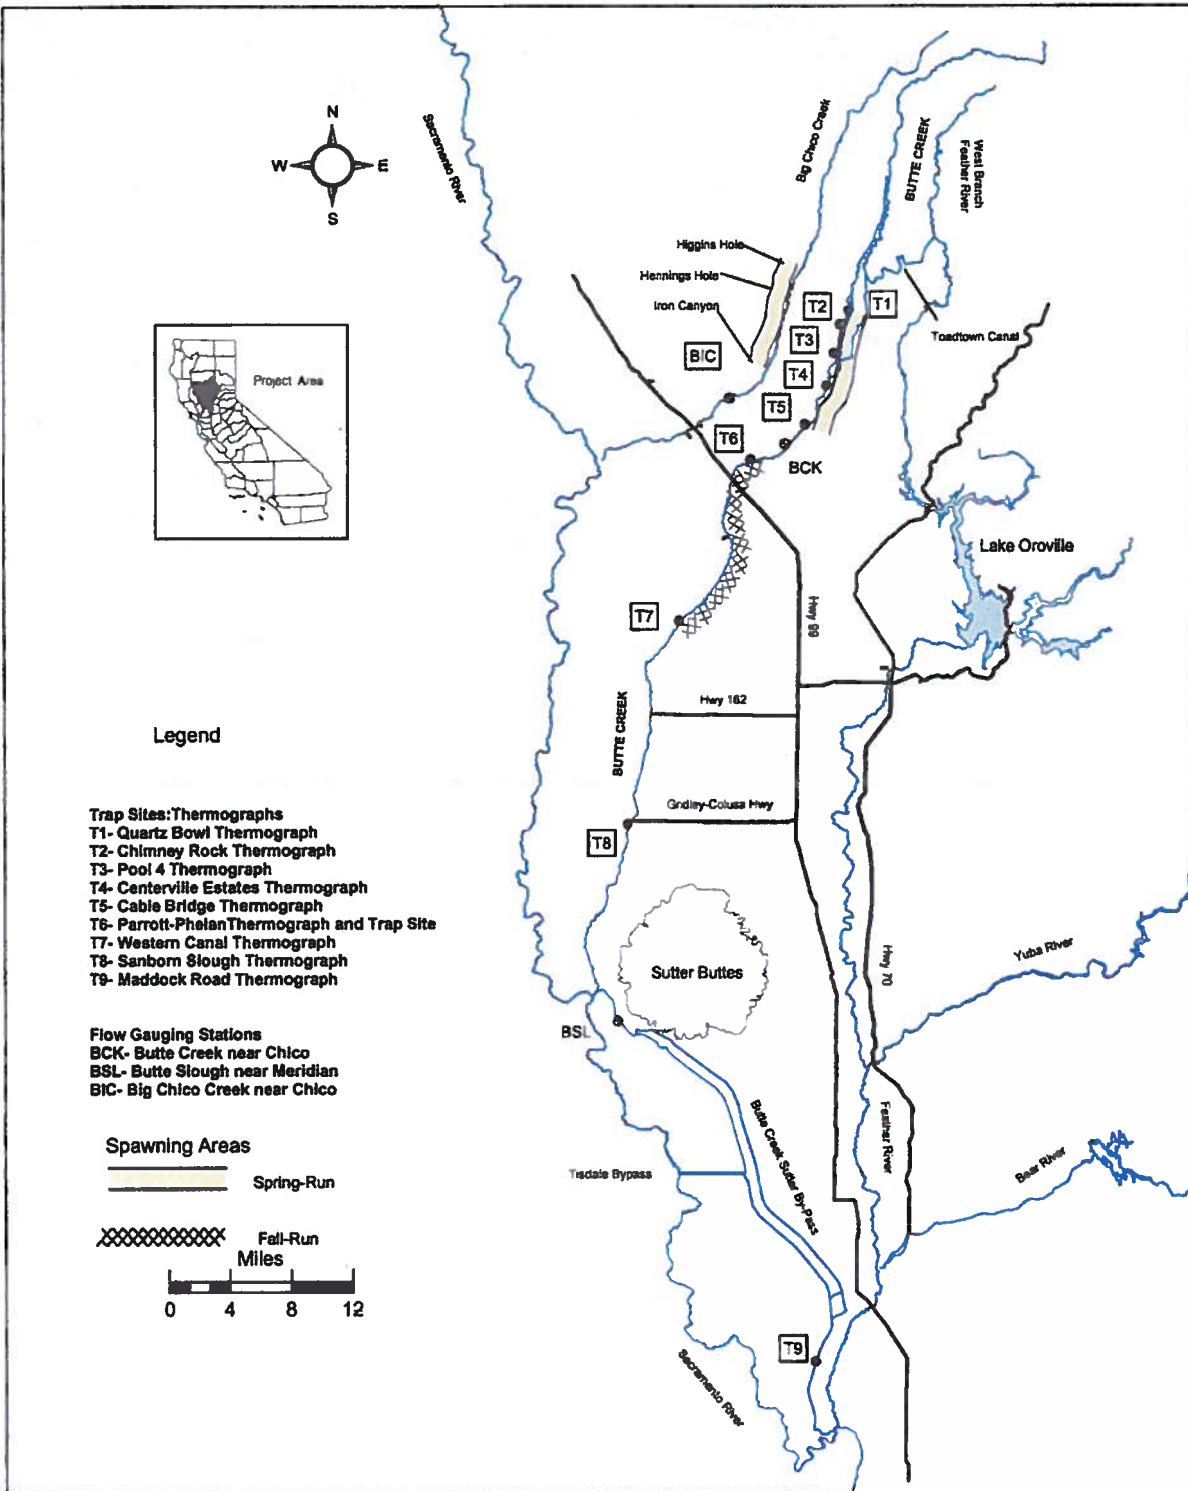 N
W
E
S
Sacramento River
Big Chico Creek
BUTTE CREEK
West Branch
Feather River
Higgins Hole
Hennings Hole
Iron Canyon
T1
T2
T3
T4
T5
T6
BIC
BCK
Toadtown Canal
Project Area
Lake Oroville
T7
Hwy 99
Hwy 162
BUTTE CREEK
Gridley-Colusa Hwy
T8
Sutter Buttes
Hwy 70
Yuba River
BSL
Butte Creek Sutter By-Pass
Feather River
Tisdale Bypass
Bear River
T9
Sacramento River
Legend
Trap Sites:Thermographs
T1- Quartz Bowl Thermograph
T2- Chimney Rock Thermograph
T3- Pool 4 Thermograph
T4- Centerville Estates Thermograph
T5- Cable Bridge Thermograph
T6- Parrott-PhelanThermograph and Trap Site
T7- Western Canal Thermograph
T8- Sanborn Slough Thermograph
T9- Maddock Road Thermograph
Flow Gauging Stations
BCK- Butte Creek near Chico
BSL- Butte Slough near Meridian
BIC- Big Chico Creek near Chico
Spawning Areas
Spring-Run
Fall-Run
Miles
0 4 8 12